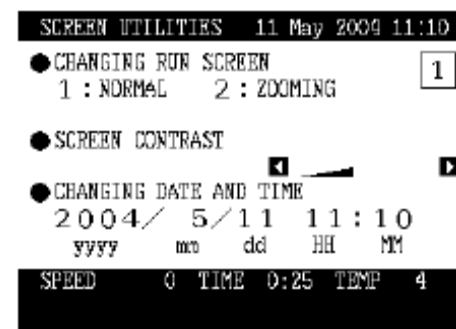 SCREEN UTILITIES 11 May 2004 11:10
●CHANGING RUN SCREEN
1 : NORMAL 2 : ZOOMING 1
●SCREEN CONTRAST
●CHANGING DATE AND TIME
2004/ 5/11 11:10
yyyy mm dd HH MM
SPEED 0 TIME 0:25 TEMP 4